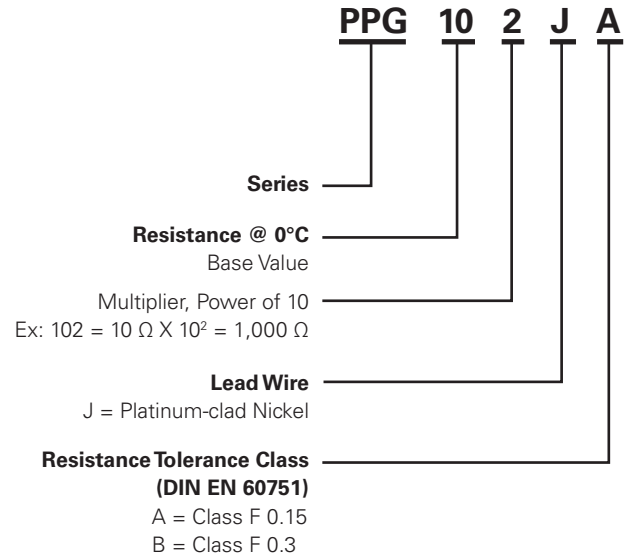 PPG 10 2 J A
Series
Resistance @ 0°C
Base Value
Multiplier, Power of 10
Ex: 102 = 10 Ω X 10² = 1,000 Ω
Lead Wire
J = Platinum-clad Nickel
Resistance Tolerance Class
(DIN EN 60751)
A = Class F 0.15
B = Class F 0.3